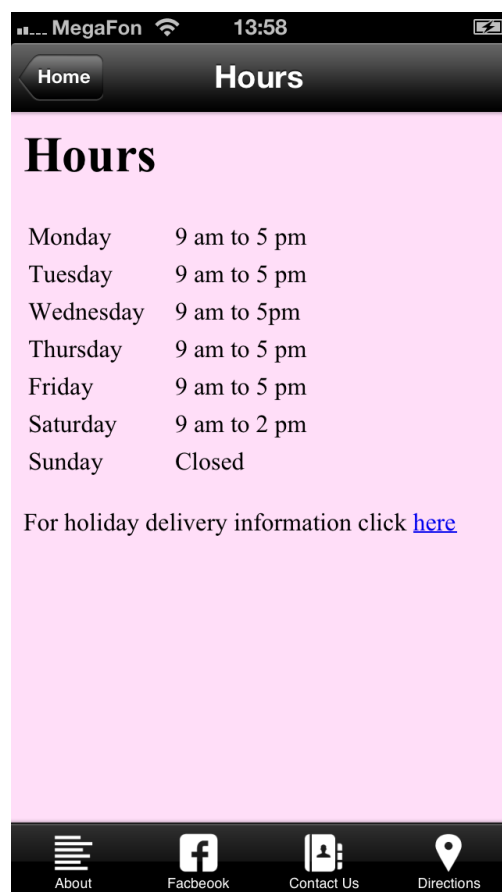 MegaFon 13:58
Home Hours
Hours
Monday 9 am to 5 pm
Tuesday 9 am to 5 pm
Wednesday 9 am to 5pm
Thursday 9 am to 5 pm
Friday 9 am to 5 pm
Saturday 9 am to 2 pm
Sunday Closed
For holiday delivery information click here
About Facbeook Contact Us Directions